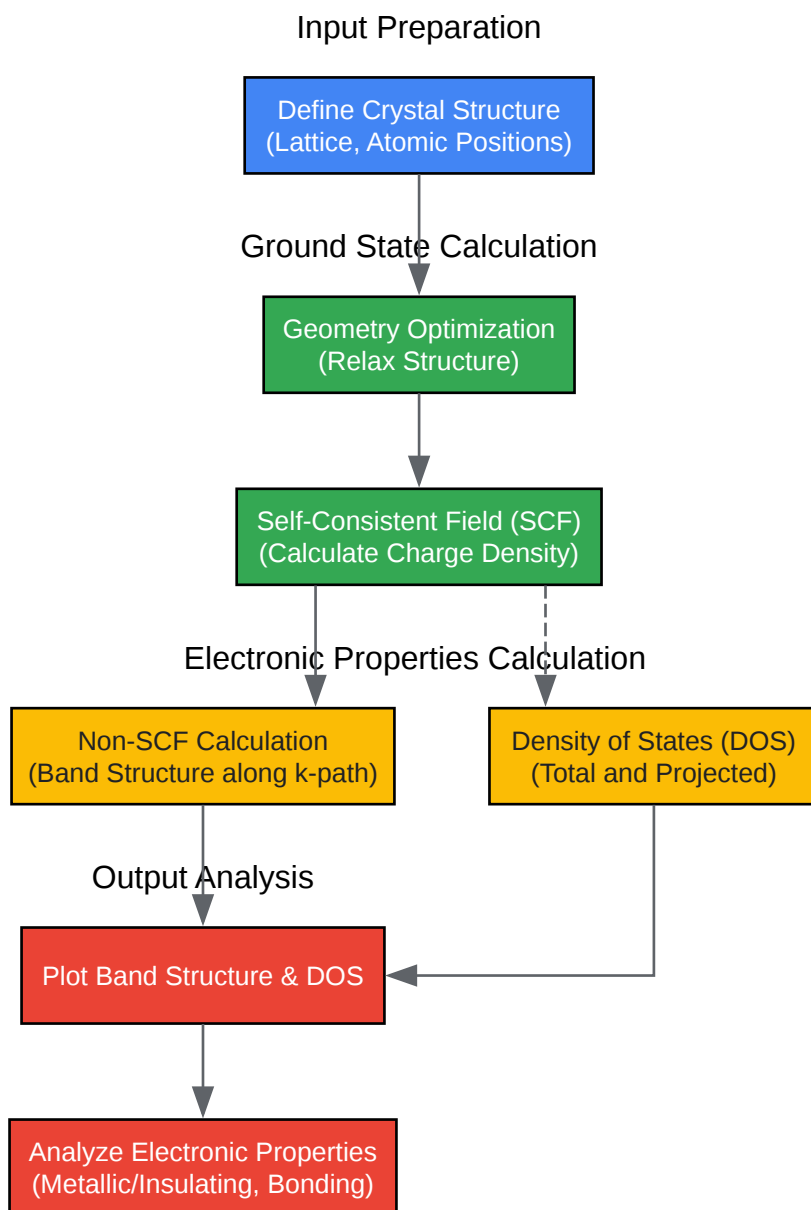 Input Preparation
Define Crystal Structure
(Lattice, Atomic Positions)
Ground State Calculation
Geometry Optimization
(Relax Structure)
Self-Consistent Field (SCF)
(Calculate Charge Density)
Electronic Properties Calculation
Non-SCF Calculation
(Band Structure along k-path)
Density of States (DOS)
(Total and Projected)
Output Analysis
Plot Band Structure & DOS
Analyze Electronic Properties
(Metallic/Insulating, Bonding)